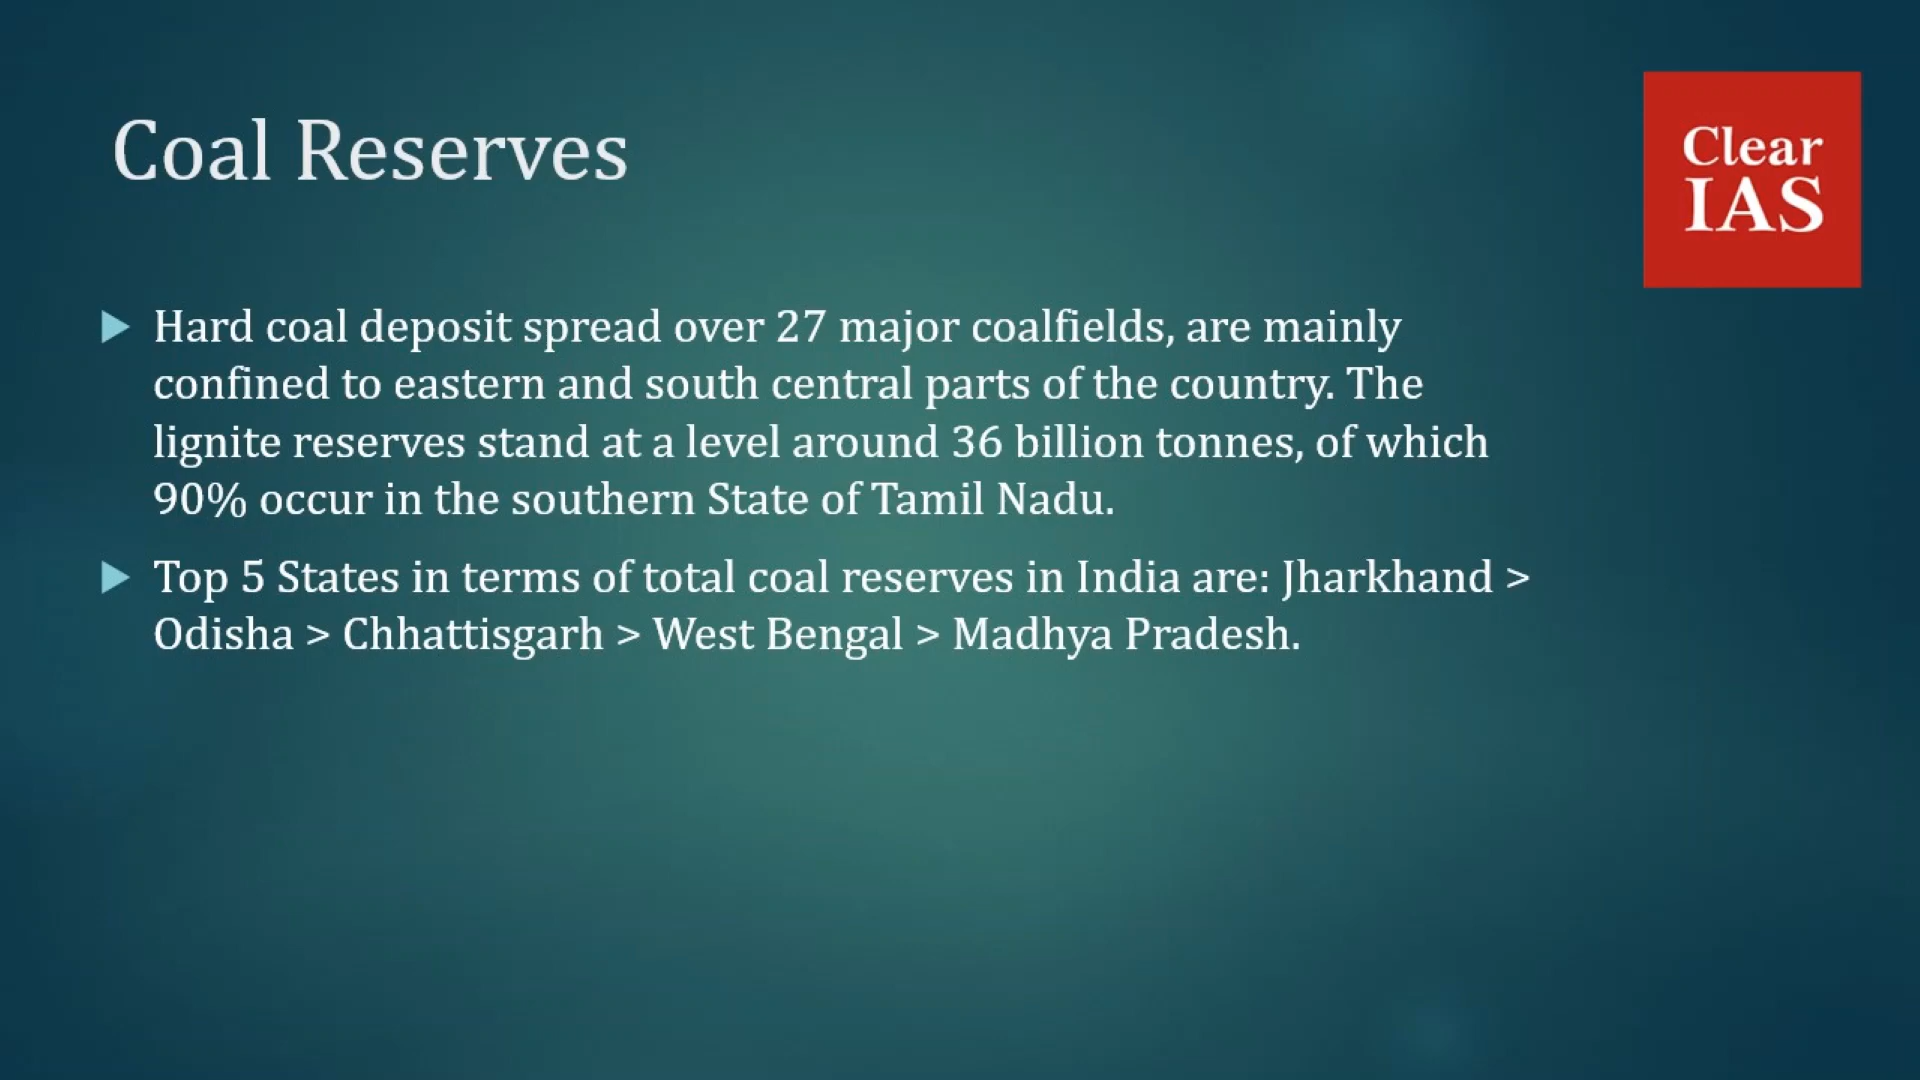 Coal Reserves
Clear
IAS
Hard coal deposit spread over 27 major coalfields, are mainly
confined to eastern and south central parts of the country. The
lignite reserves stand at a level around 36 billion tonnes, of which
90% occur in the southern State of Tamil Nadu.
Top 5 States in terms of total coal reserves in India are: Jharkhand >
Odisha > Chhattisgarh > West Bengal > Madhya Pradesh.